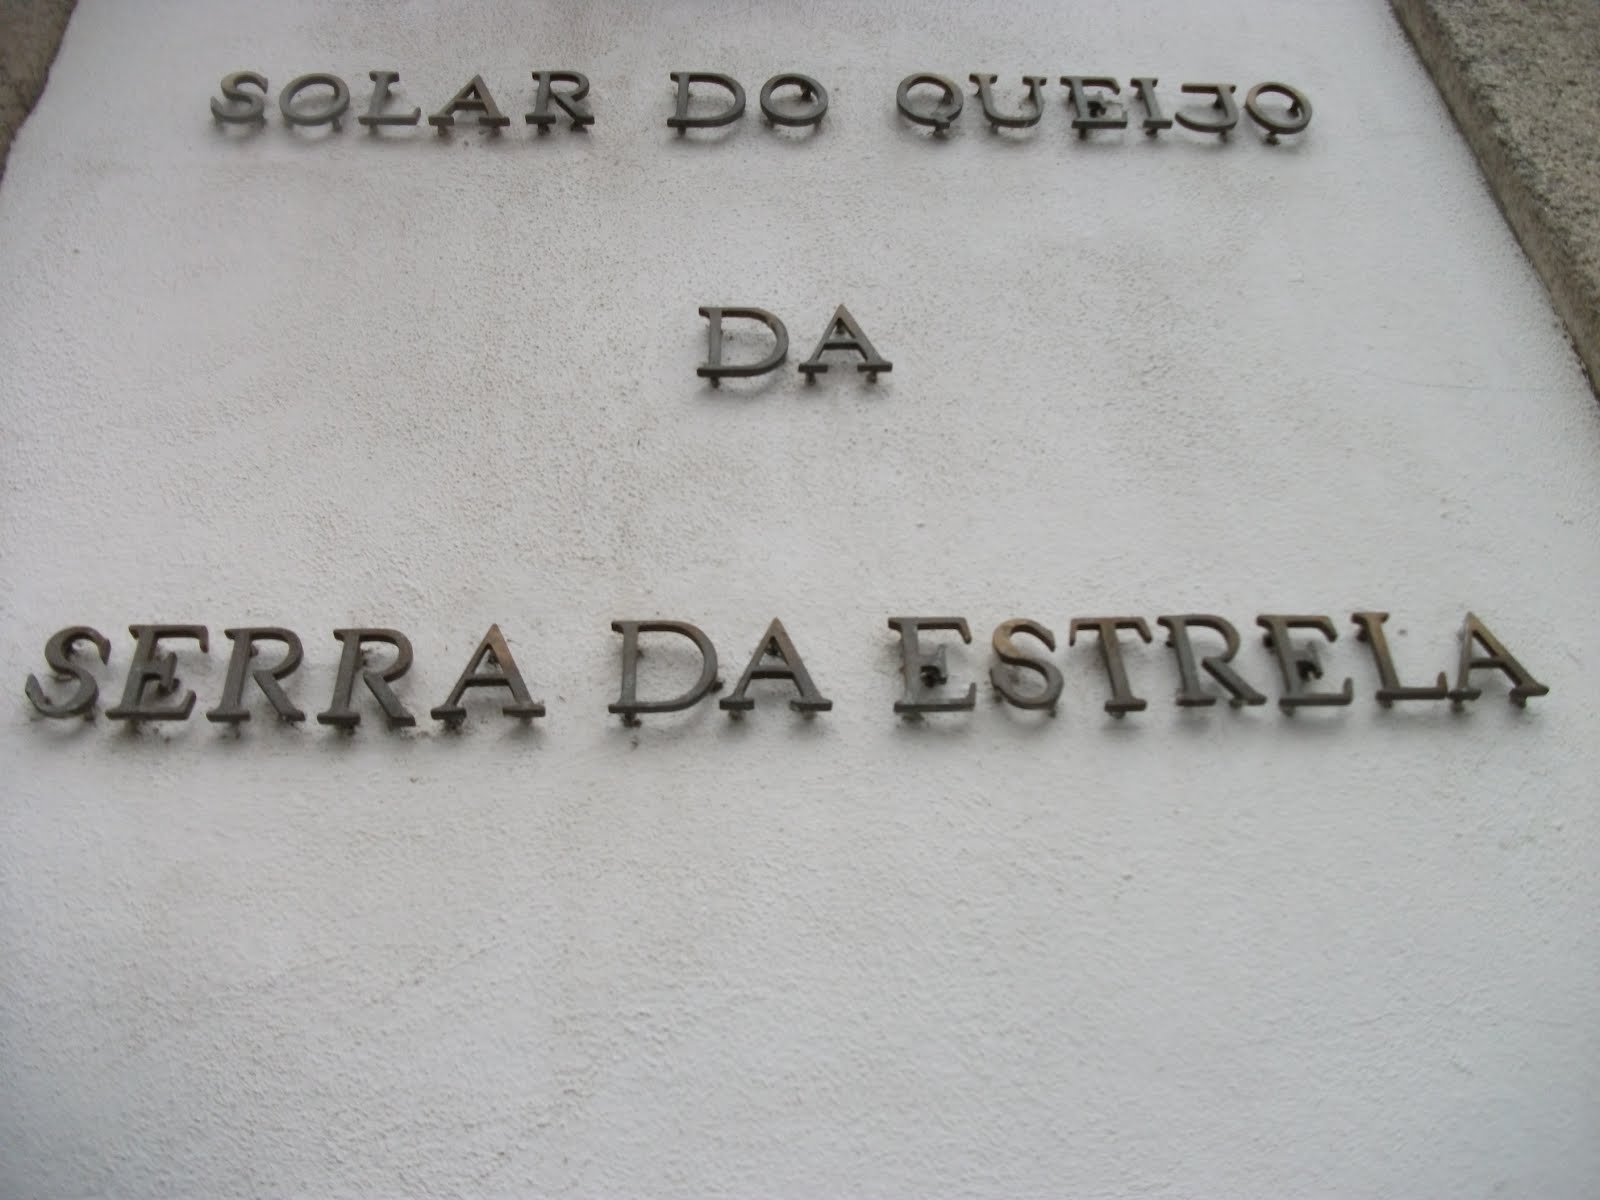 SOLAR DO QUEIJO
DA
SERRA DA ESTRELA